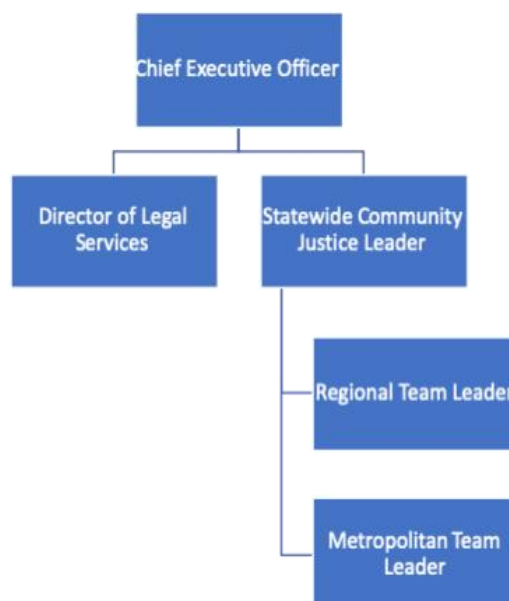 Chief Executive Officer
Director of Legal
Services
Statewide Community
Justice Leader
Regional Team Leader
Metropolitan Team
Leader